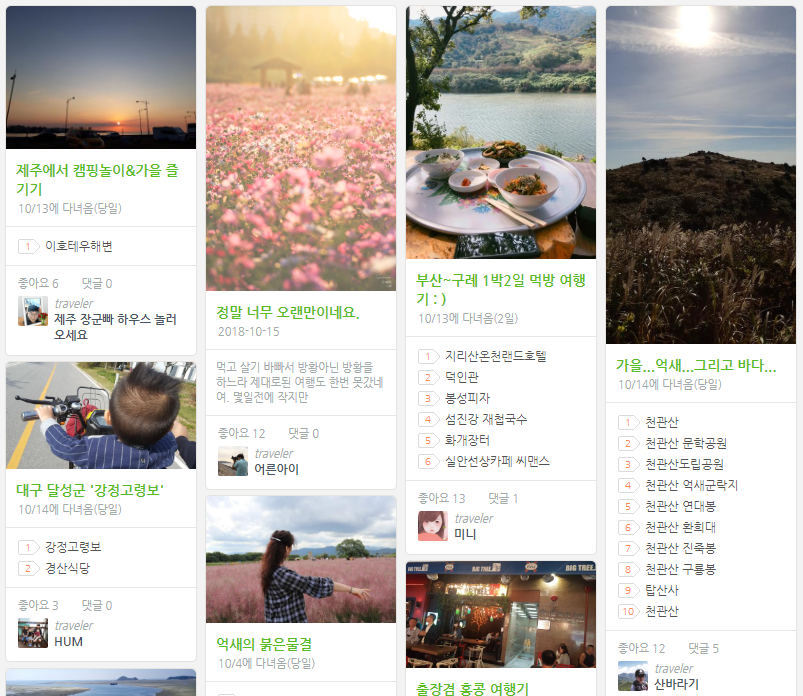 제주에서 캠핑놀이&가을 즐
기기
10/13에 다녀옴(당일)
1 이호테우해변
좋아요 6 댓글 0
traveler
제주 장군빠 하우스 놀러
오세요
대구 달성군 '강정고령보'
10/14에 다녀옴(당일)
1 강정고령보
2 경산식당
좋아요 3 댓글 0
traveler
HUM
정말 너무 오랜만이네요.
2018-10-15
먹고 살기 바빠서 방황아닌 방황을
하느라 제대로된 여행도 한번 못갔네
여. 몇일전에 작지만
좋아요 12 댓글 0
traveler
어른아이
억새의 붉은물결
10/4에 다녀옴(당일)
부산~구례 1박2일 먹방 여행
기 : )
10/13에 다녀옴(2일)
1 지리산온천랜드호텔
2 덕인관
3 봉성피자
4 섬진강 재첩국수
5 화개장터
6 실안선상카페 씨맨스
좋아요 13 댓글 1
traveler
미니
BIG TREE
BIG TREE
출장겸 홍콩 여행기
가을...억새...그리고 바다...
10/14에 다녀옴(당일)
1 천관산
2 천관산 문학공원
3 천관산도립공원
4 천관산 억새군락지
5 천관산 연대봉
6 천관산 환희대
7 천관산 진죽봉
8 천관산 구룡봉
9 탑산사
10 천관산
좋아요 12 댓글 5
traveler
산바라기